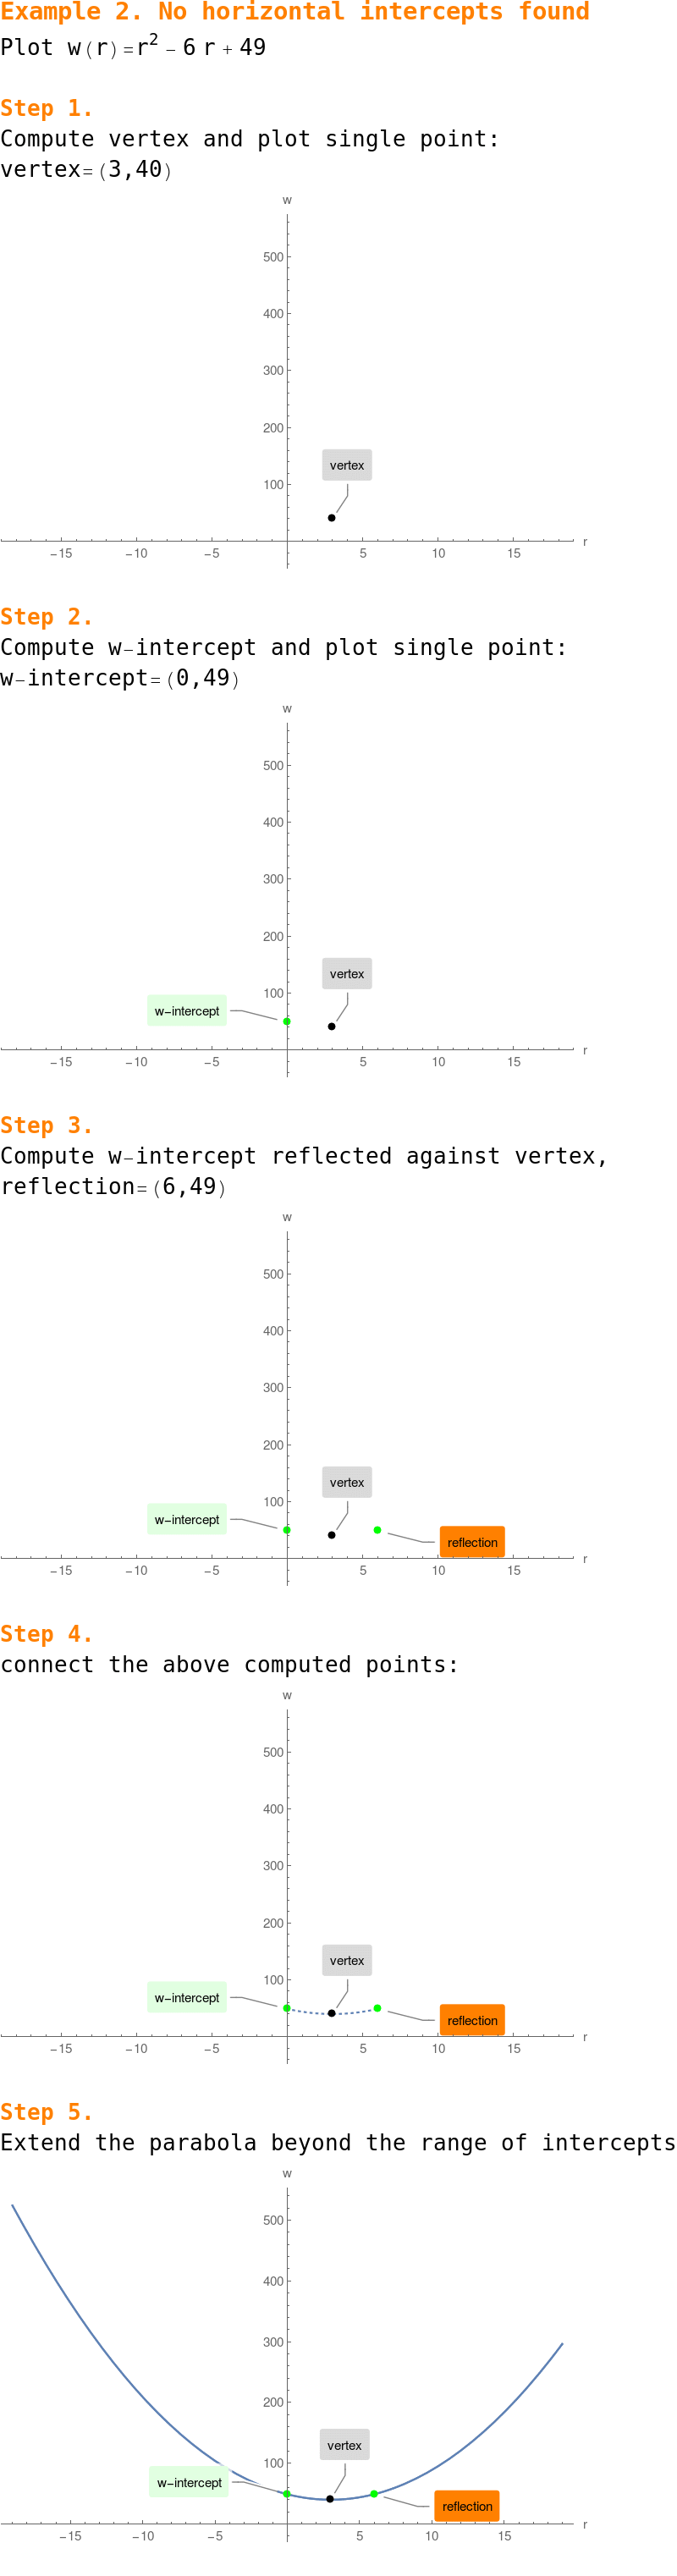 Example 2. No horizontal intercepts found
Plot w(r)=r² − 6 r + 49
Step 1.
Compute vertex and plot single point:
vertex=(3,40)
w
500
400
300
200
vertex
100
−15 −10 −5 5 10 15 r
Step 2.
Compute w−intercept and plot single point:
w−intercept=(0,49)
w
500
400
300
200
vertex
100
w−intercept
−15 −10 −5 5 10 15 r
Step 3.
Compute w−intercept reflected against vertex,
reflection=(6,49)
w
500
400
300
200
vertex
100
w−intercept
reflection
−15 −10 −5 5 10 15 r
Step 4.
connect the above computed points:
w
500
400
300
200
vertex
100
w−intercept
reflection
−15 −10 −5 5 10 15 r
Step 5.
Extend the parabola beyond the range of intercepts
w
500
400
300
200
vertex
100
w−intercept
reflection
−15 −10 −5 5 10 15 r